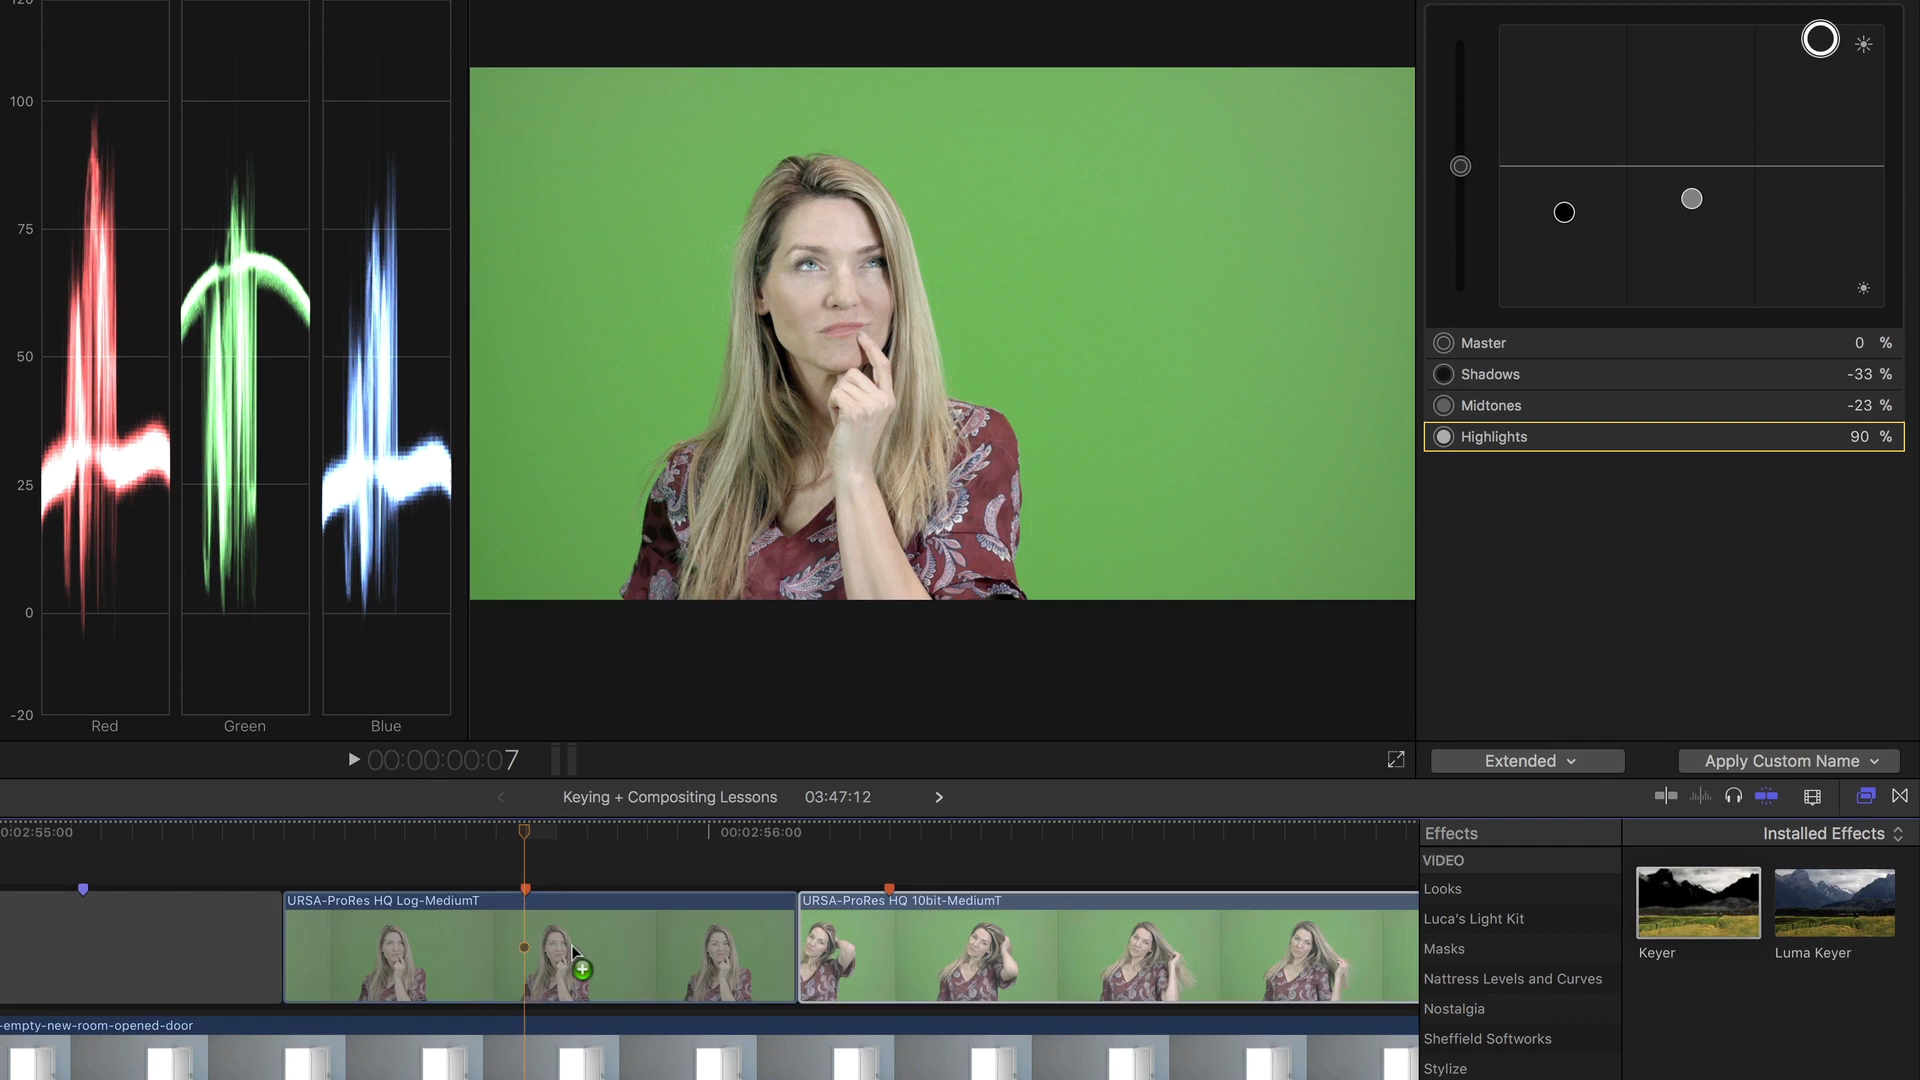 120
100
75
50
25
0
-20
Red
Green
Blue
Master 0 %
Shadows -33 %
Midtones -23 %
Highlights 90 %
00:00:00:07
Extended
Apply Custom Name
Keying + Compositing Lessons 03:47:12
0:02:55:00
00:02:56:00
Effects
Installed Effects
VIDEO
Looks
Luca's Light Kit
Masks
Nattress Levels and Curves
Nostalgia
Sheffield Softworks
Stylize
Keyer
Luma Keyer
URSA-ProRes HQ Log-MediumT
URSA-ProRes HQ 10bit-MediumT
-empty-new-room-opened-door